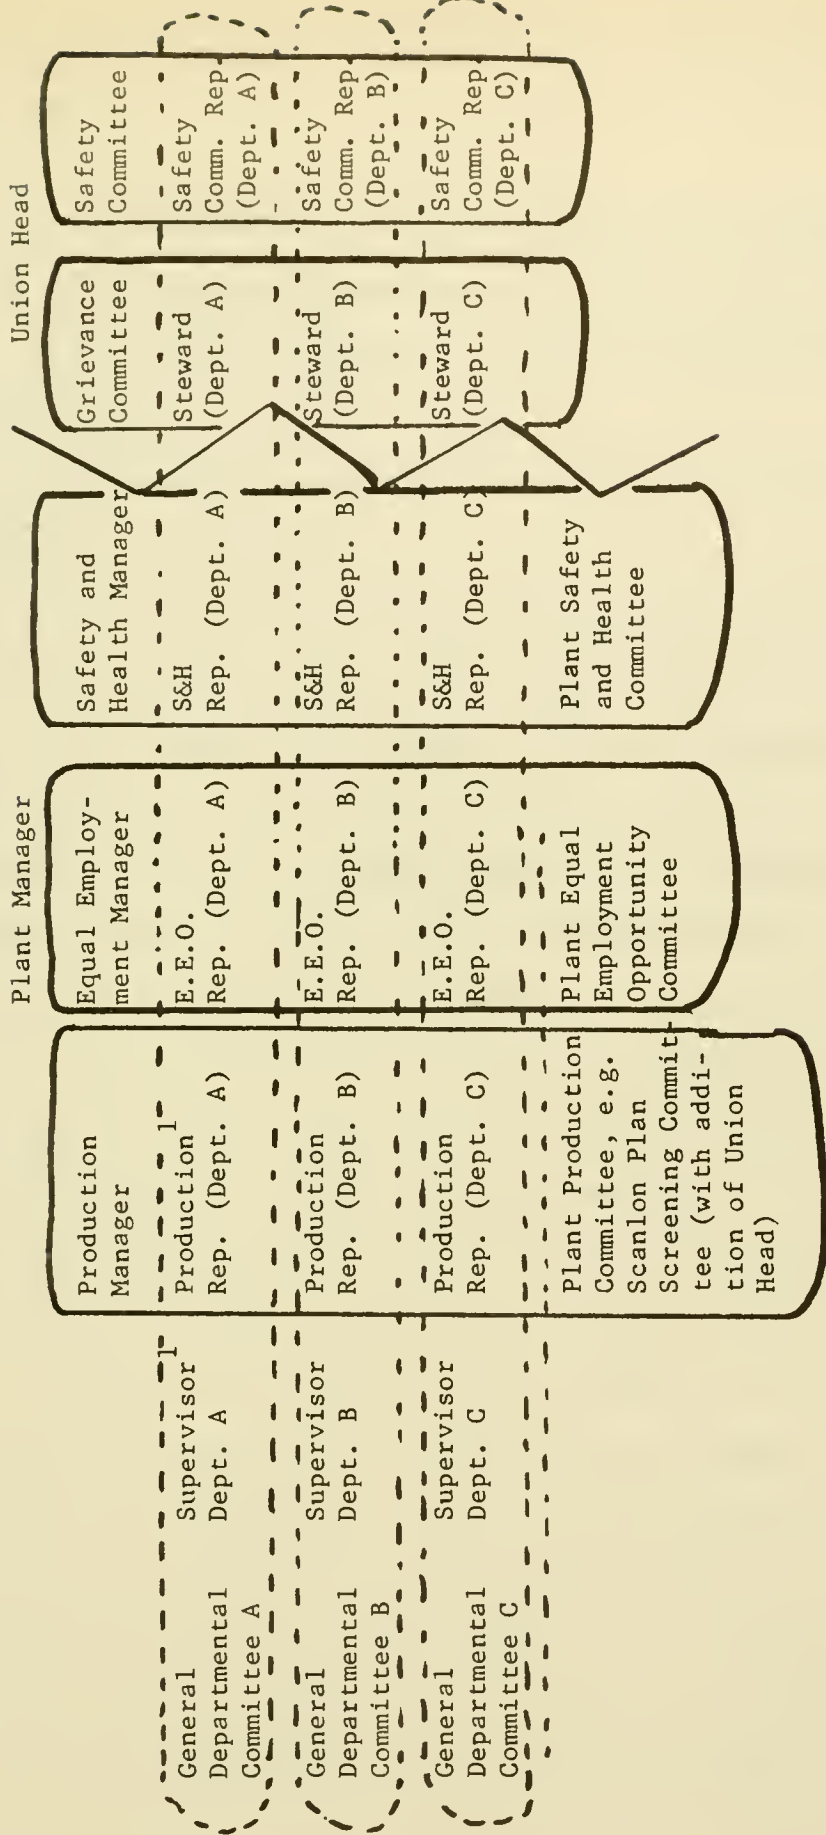 Plant Manager
Union Head
Production
Manager
Equal Employ-
ment Manager
Safety and
Health Manager
Grievance
Committee
Safety
Committee
General
Departmental
Committee A
Supervisor1
Dept. A
Production1
Rep. (Dept. A)
E.E.O.
Rep. (Dept. A)
S&H
Rep. (Dept. A)
Steward
(Dept. A)
Safety
Comm. Rep.
(Dept. A)
General
Departmental
Committee B
Supervisor
Dept. B
Production
Rep. (Dept. B)
E.E.O.
Rep. (Dept. B)
S&H
Rep. (Dept. B)
Steward
(Dept. B)
Safety
Comm. Rep
(Dept. B)
General
Departmental
Committee C
Supervisor
Dept. C
Production
Rep. (Dept. C)
E.E.O.
Rep. (Dept. C)
S&H
Rep. (Dept. C)
Steward
(Dept. C)
Safety
Comm. Rep
(Dept. C)
Plant Production
Committee, e.g.
Scanlon Plan
Screening Commit-
tee (with addi-
tion of Union
Head)
Plant Equal
Employment
Opportunity
Committee
Plant Safety
and Health
Committee